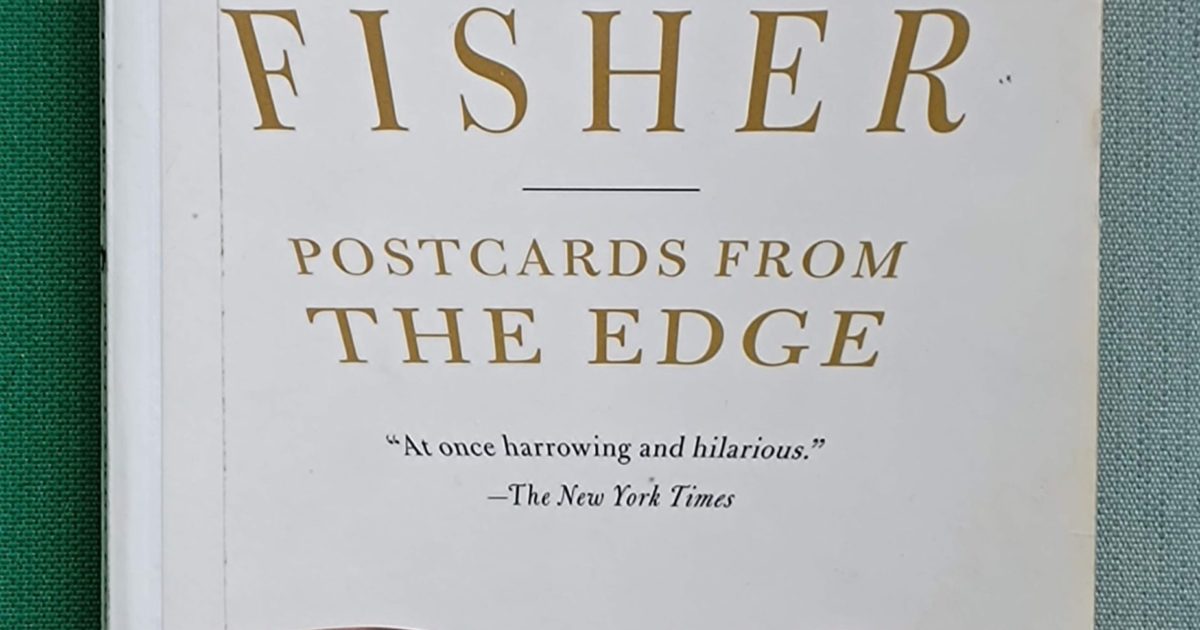 FISHER
POSTCARDS FROM
THE EDGE
“At once harrowing and hilarious.”
—The New York Times